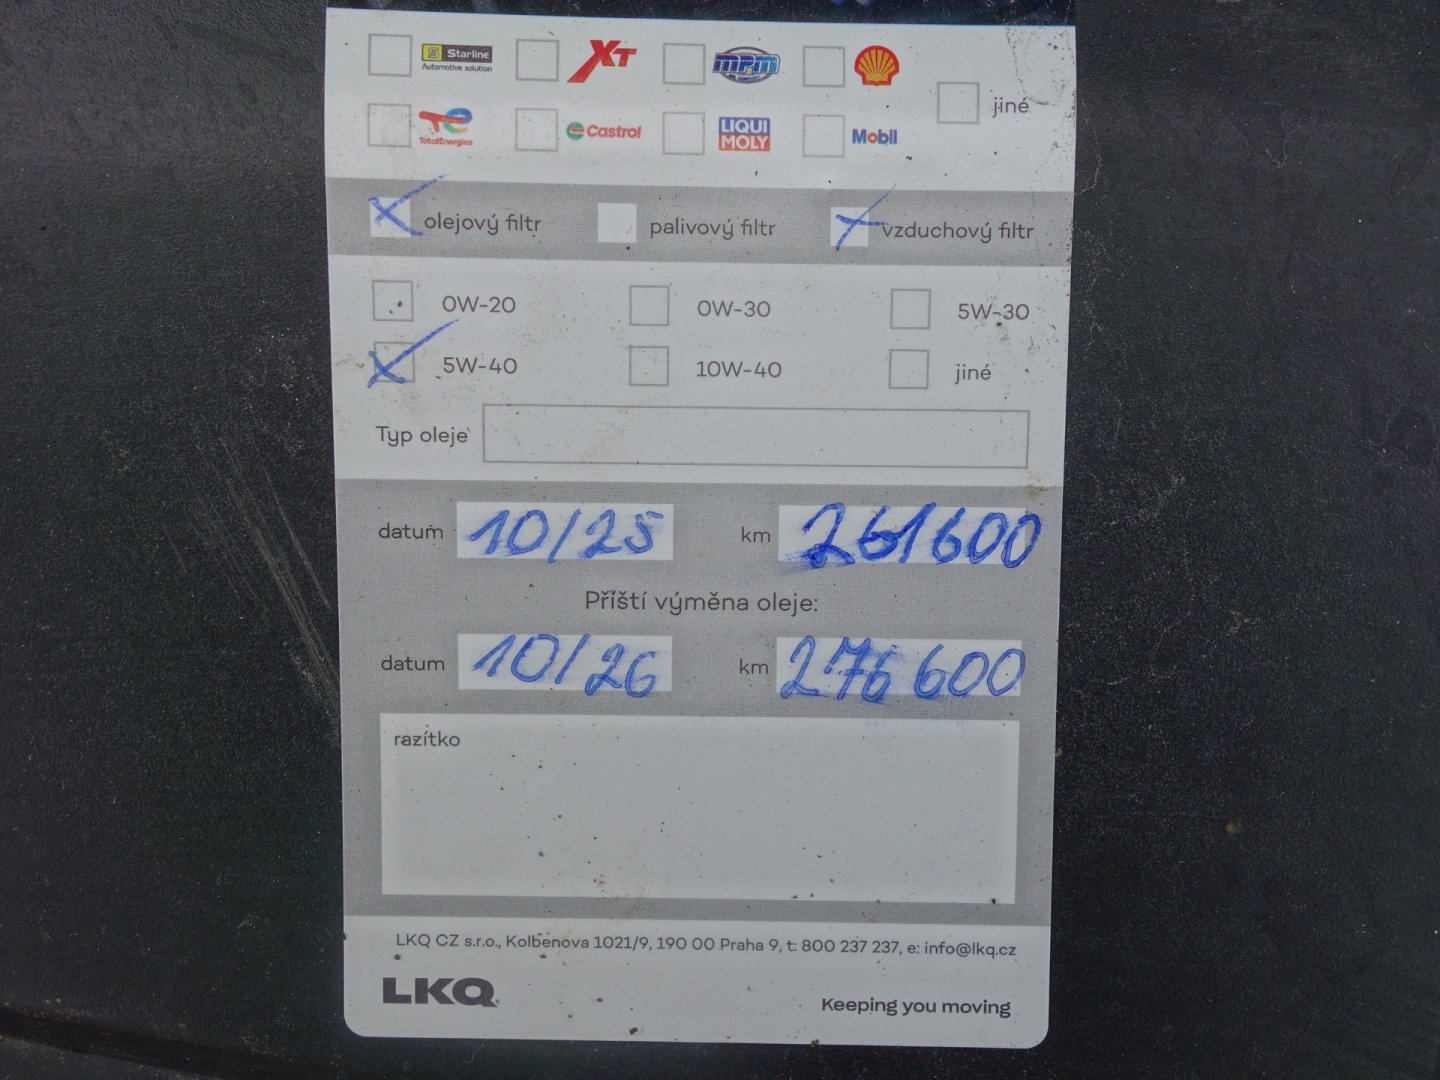 S Starline XT MPM
Automotive solution
jiné
TotalEnergies Castrol LIQUI MOLY Mobil
olejový filtr palivový filtr vzduchový filtr
0W-20 0W-30 5W-30
5W-40 10W-40 jiné
Typ oleje
datum 10/25 km 261600
Příští výměna oleje:
datum 10/26 km 276 600
razítko
LKQ CZ s.r.o., Kolbenova 1021/9, 190 00 Praha 9, t: 800 237 237, e: info@lkq.cz
LKQ Keeping you moving